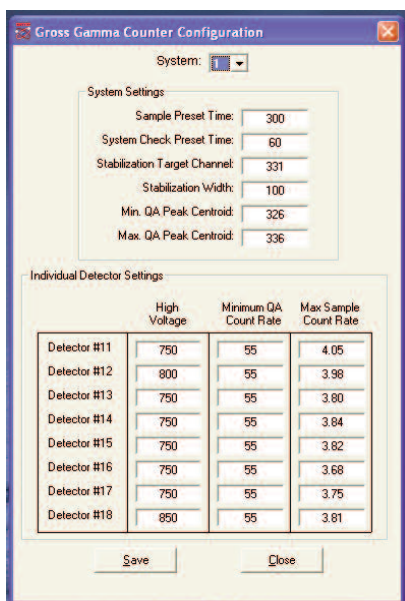 Gross Gamma Counter Configuration
System: 1
System Settings
Sample Preset Time: 300
System Check Preset Time: 60
Stabilization Target Channel: 331
Stabilization Width: 100
Min. QA Peak Centroid: 326
Max. QA Peak Centroid: 336
Individual Detector Settings
High Voltage Minimum QA Count Rate Max Sample Count Rate
Detector #11 750 55 4.05
Detector #12 800 55 3.98
Detector #13 750 55 3.80
Detector #14 750 55 3.84
Detector #15 750 55 3.82
Detector #16 750 55 3.68
Detector #17 750 55 3.75
Detector #18 850 55 3.81
Save Close